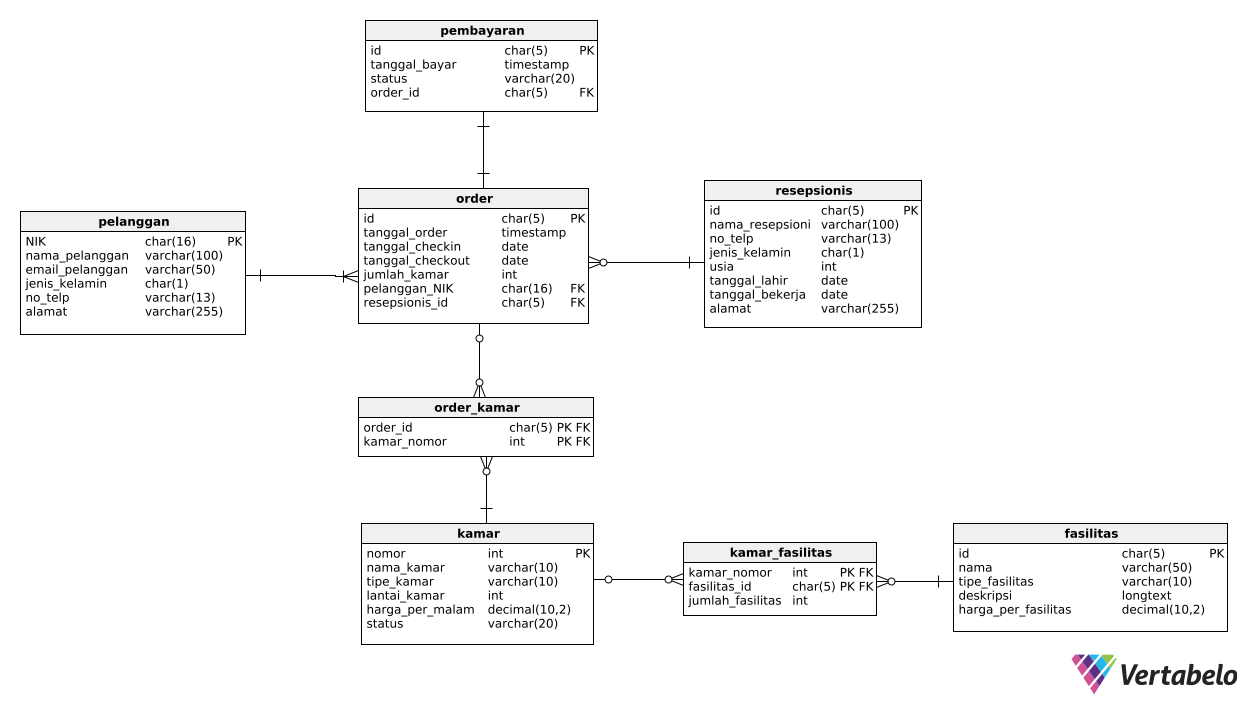 pembayaran
id char(5) PK
tanggal_bayar timestamp
status varchar(20)
order_id char(5) FK
order
id char(5) PK
tanggal_order timestamp
tanggal_checkin date
tanggal_checkout date
jumlah_kamar int
pelanggan_NIK char(16) FK
resepsionis_id char(5) FK
resepsionis
id char(5) PK
nama_resepsioni varchar(100)
no_telp varchar(13)
jenis_kelamin char(1)
usia int
tanggal_lahir date
tanggal_bekerja date
alamat varchar(255)
pelanggan
NIK char(16) PK
nama_pelanggan varchar(100)
email_pelanggan varchar(50)
jenis_kelamin char(1)
no_telp varchar(13)
alamat varchar(255)
order_kamar
order_id char(5) PK FK
kamar_nomor int PK FK
kamar
nomor int PK
nama_kamar varchar(10)
tipe_kamar varchar(10)
lantai_kamar int
harga_per_malam decimal(10,2)
status varchar(20)
kamar_fasilitas
kamar_nomor int PK FK
fasilitas_id char(5) PK FK
jumlah_fasilitas int
fasilitas
id char(5) PK
nama varchar(50)
tipe_fasilitas varchar(10)
deskripsi longtext
harga_per_fasilitas decimal(10,2)
Vertabelo